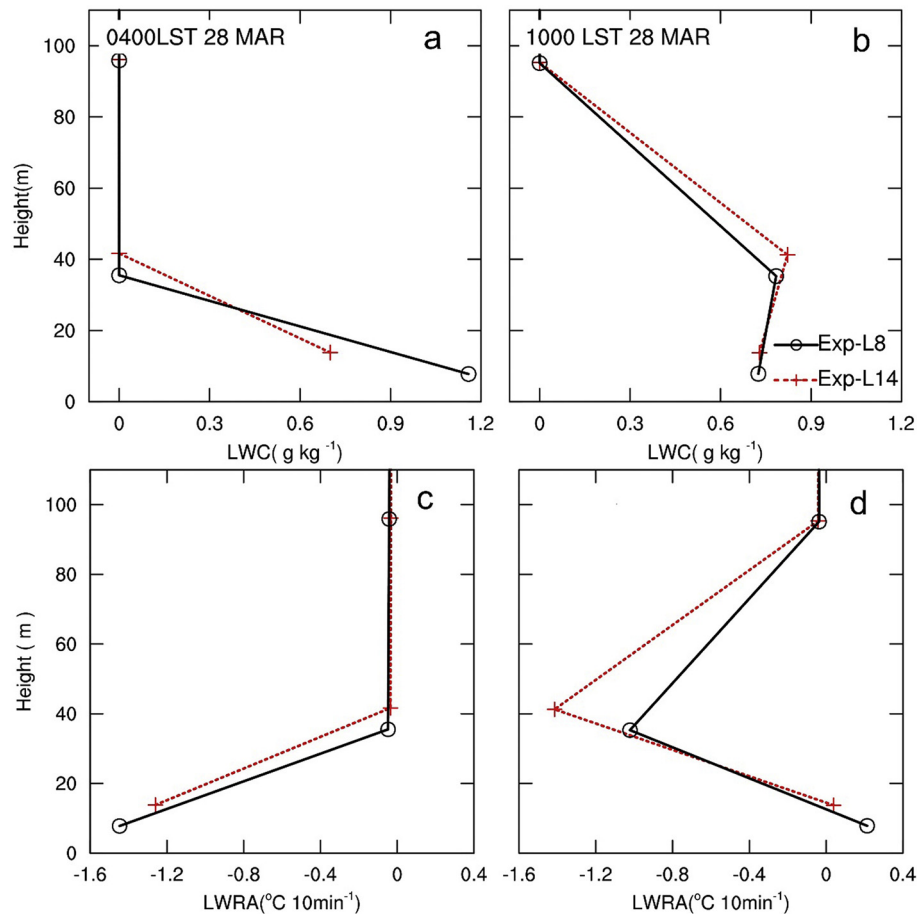 0400LST 28 MAR
a
100
80
60
40
20
0
Height(m)
0 0.3 0.6 0.9 1.2
LWC( g kg -1)
1000 LST 28 MAR
b
Exp-L8
Exp-L14
0 0.3 0.6 0.9 1.2
LWC( g kg -1)
c
100
80
60
40
20
0
Height ( m )
-1.6 -1.2 -0.8 -0.4 0
LWRA(oC 10min-1)
d
-1.6 -1.2 -0.8 -0.4 0 0.4
LWRA(oC 10min-1)